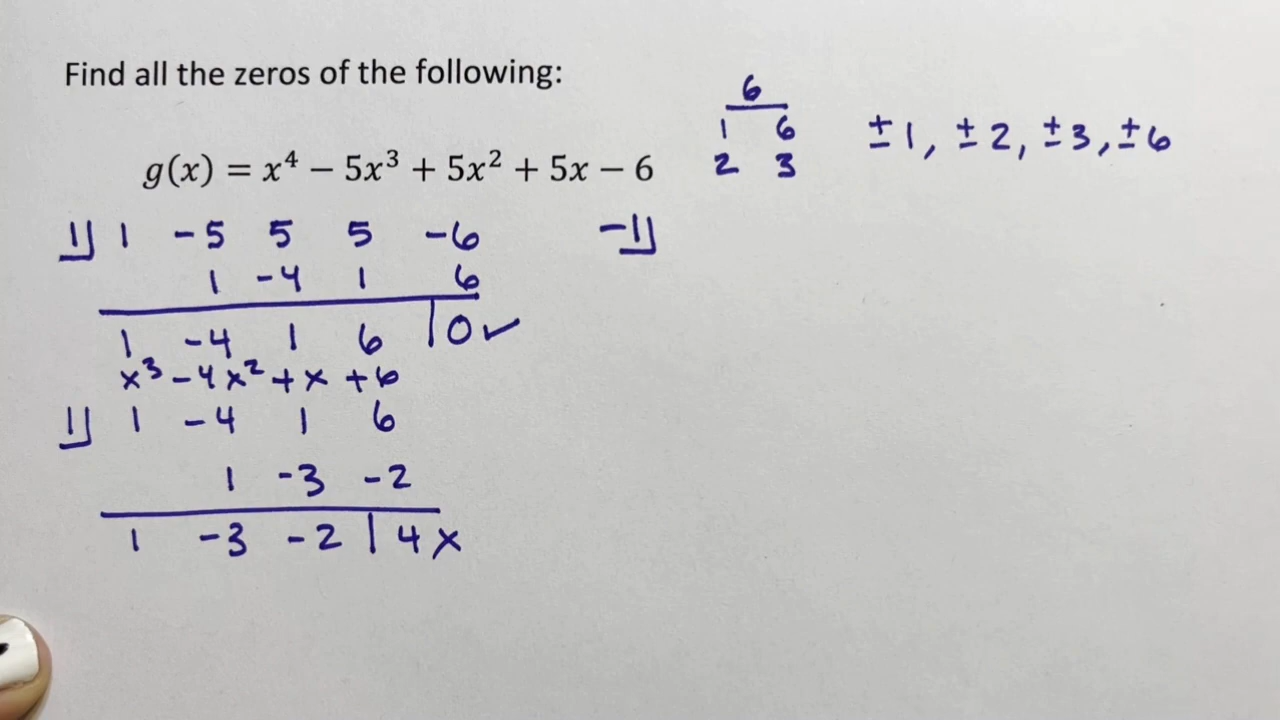 Find all the zeros of the following:
6
1 6
2 3
±1, ±2, ±3, ±6
g(x) = x⁴ − 5x³ + 5x² + 5x − 6
1 1 -5 5 5 -6
1 -4 1 6
1 -4 1 6 0 ✓
x³ - 4x² + x + 6
1 1 -4 1 6
1 -3 -2
1 -3 -2 4 x
-1